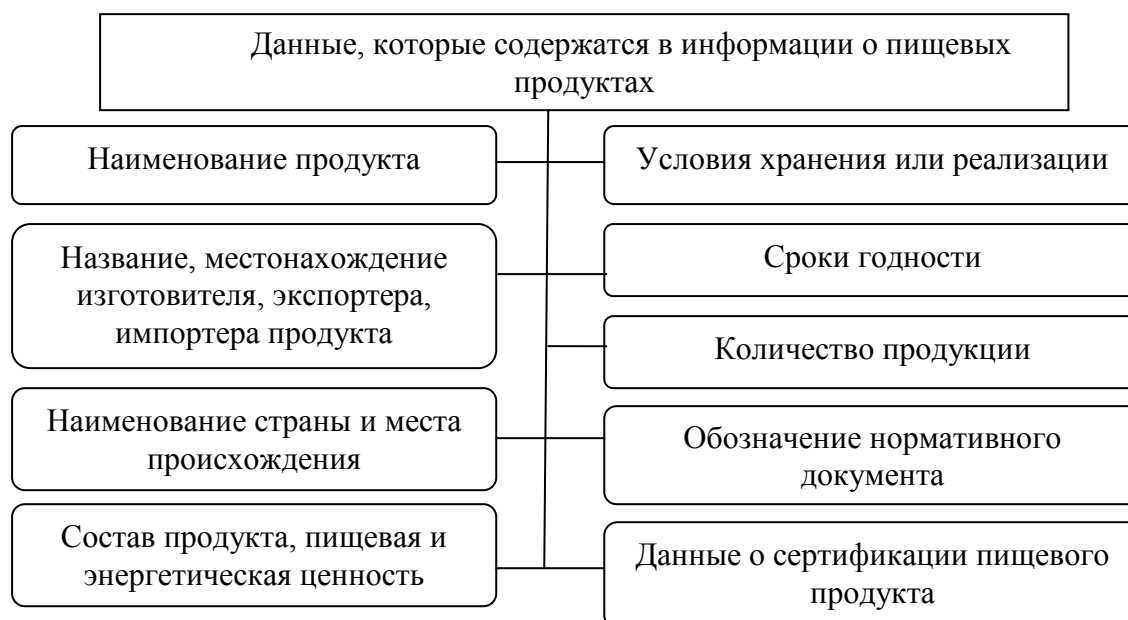 Данные, которые содержатся в информации о пищевых
продуктах
Наименование продукта
Название, местонахождение
изготовителя, экспортера,
импортера продукта
Наименование страны и места
происхождения
Состав продукта, пищевая и
энергетическая ценность
Условия хранения или реализации
Сроки годности
Количество продукции
Обозначение нормативного
документа
Данные о сертификации пищевого
продукта